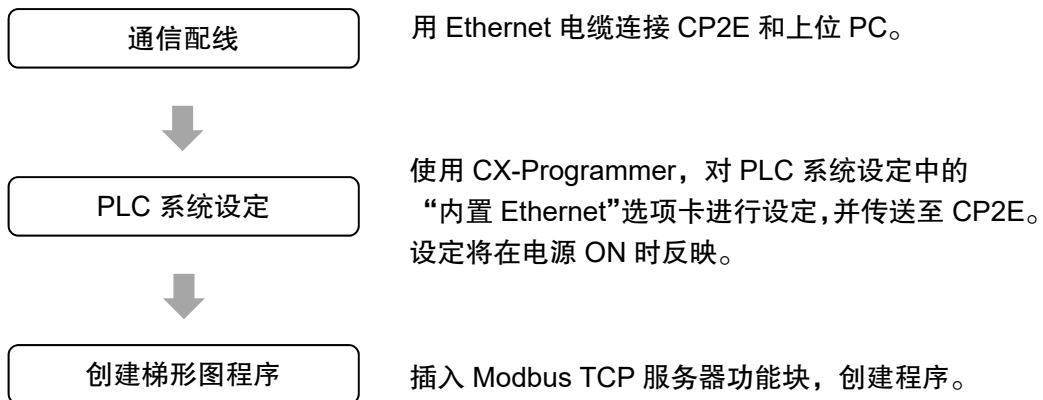 通信配线
用 Ethernet 电缆连接 CP2E 和上位 PC。
PLC 系统设定
使用 CX-Programmer，对 PLC 系统设定中的
“内置 Ethernet”选项卡进行设定，并传送至 CP2E。
设定将在电源 ON 时反映。
创建梯形图程序
插入 Modbus TCP 服务器功能块，创建程序。